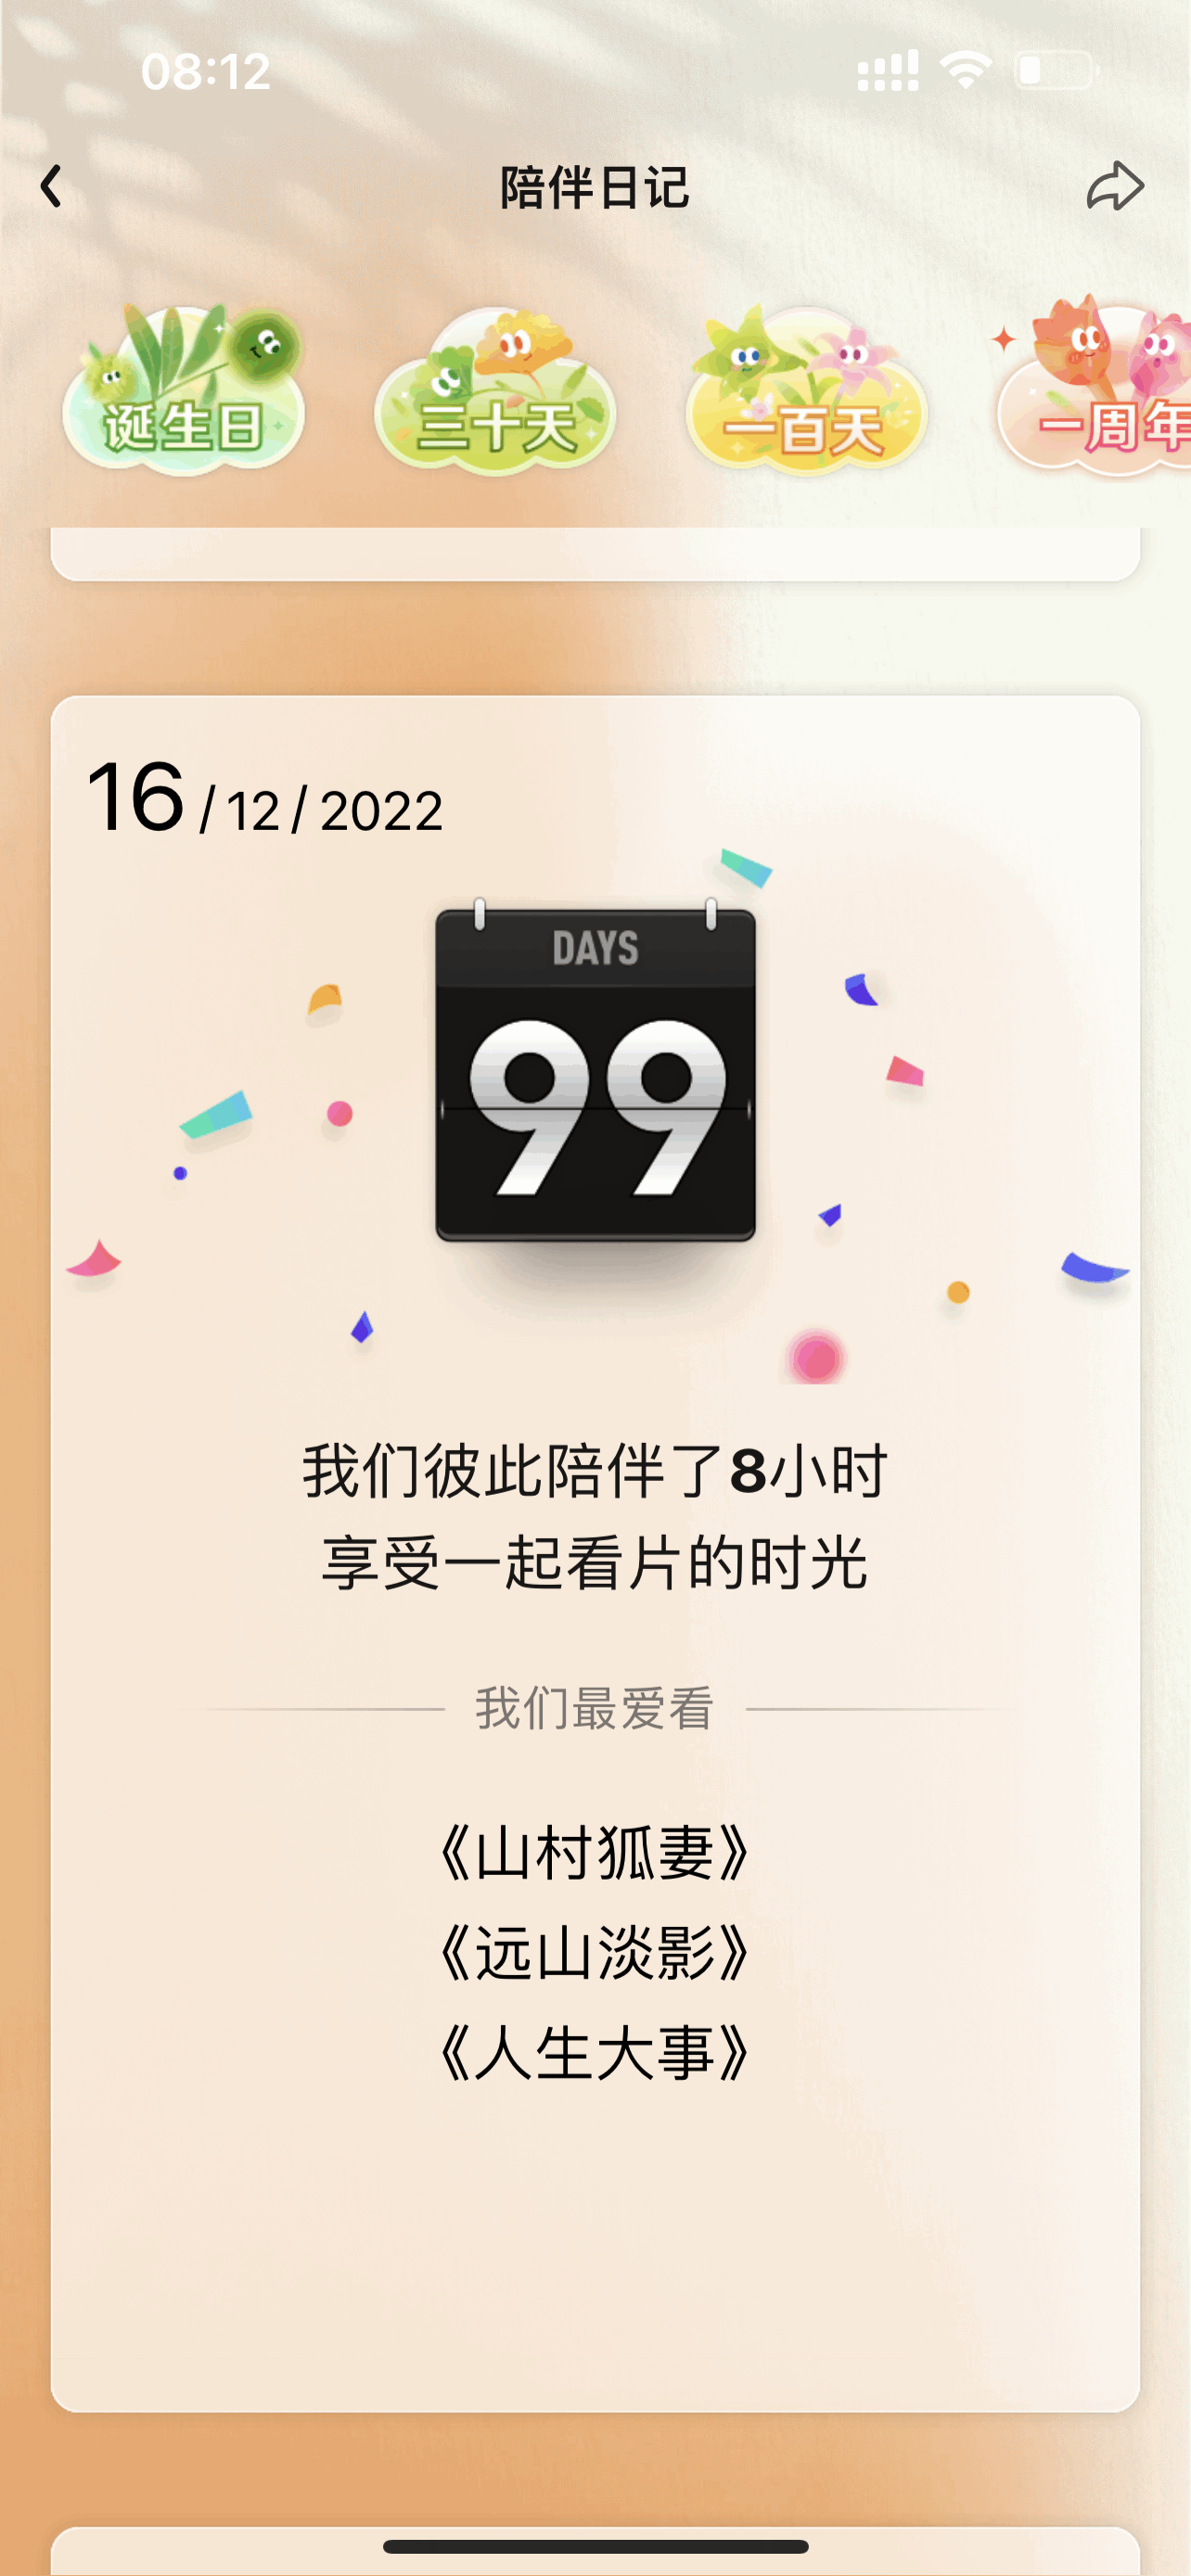 08:12
陪伴日记
诞生日
三十天
一百天
一周年
16/12/2022
DAYS
99
我们彼此陪伴了8小时
享受一起看片的时光
我们最爱看
《山村狐妻》
《远山淡影》
《人生大事》